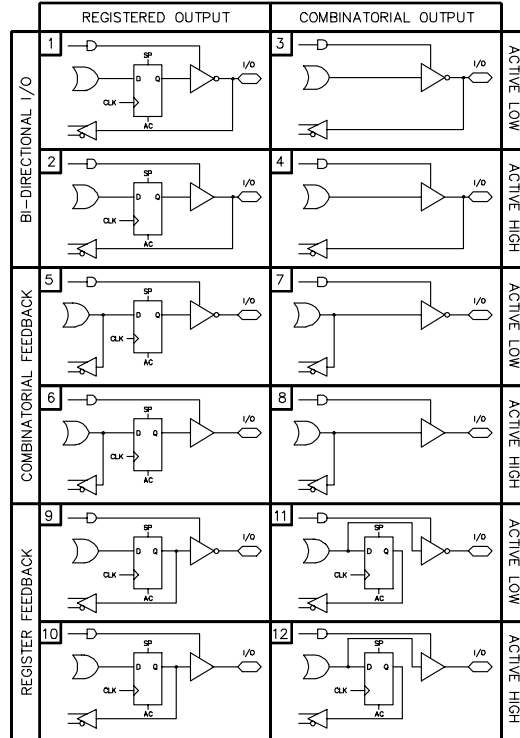 REGISTERED OUTPUT
COMBINATORIAL OUTPUT
BI-DIRECTIONAL I/O
1
SP
I/O
D
Q
CLK
AC
3
I/O
ACTIVE LOW
2
SP
I/O
D
Q
CLK
AC
4
I/O
ACTIVE HIGH
COMBINATORIAL FEEDBACK
5
SP
I/O
D
Q
CLK
AC
7
I/O
ACTIVE LOW
6
SP
I/O
D
Q
CLK
AC
8
I/O
ACTIVE HIGH
REGISTER FEEDBACK
9
SP
I/O
D
Q
CLK
AC
11
SP
I/O
D
Q
CLK
AC
ACTIVE LOW
10
SP
I/O
D
Q
CLK
AC
12
SP
I/O
D
Q
CLK
AC
ACTIVE HIGH